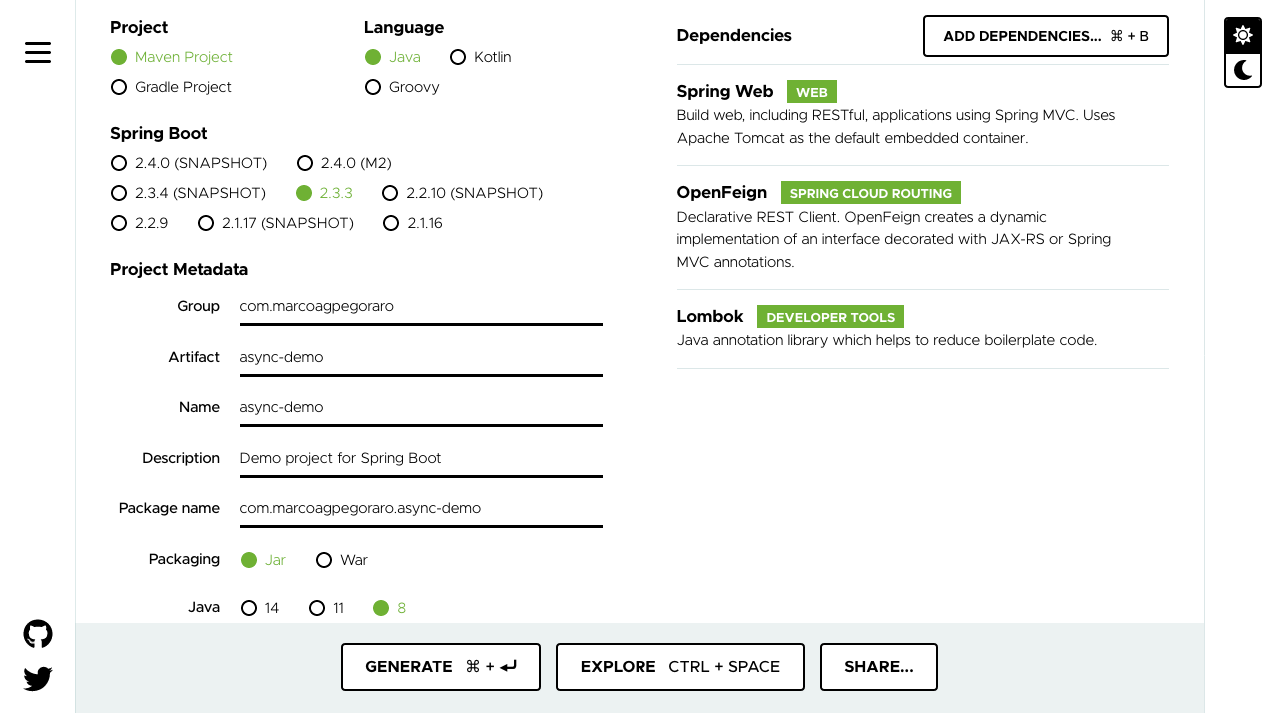 Project
Maven Project
Gradle Project
Language
Java Kotlin
Groovy
Spring Boot
2.4.0 (SNAPSHOT) 2.4.0 (M2)
2.3.4 (SNAPSHOT) 2.3.3 2.2.10 (SNAPSHOT)
2.2.9 2.1.17 (SNAPSHOT) 2.1.16
Project Metadata
Group com.marcoagpegoraro
Artifact async-demo
Name async-demo
Description Demo project for Spring Boot
Package name com.marcoagpegoraro.async-demo
Packaging Jar War
Java 14 11 8
Dependencies ADD DEPENDENCIES... ⌘ + B
Spring Web WEB
Build web, including RESTful, applications using Spring MVC. Uses
Apache Tomcat as the default embedded container.
OpenFeign SPRING CLOUD ROUTING
Declarative REST Client. OpenFeign creates a dynamic
implementation of an interface decorated with JAX-RS or Spring
MVC annotations.
Lombok DEVELOPER TOOLS
Java annotation library which helps to reduce boilerplate code.
GENERATE ⌘ + ↵ EXPLORE CTRL + SPACE SHARE...